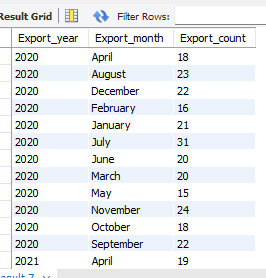 Result Grid Filter Rows:
Export_year Export_month Export_count
2020 April 18
2020 August 23
2020 December 22
2020 February 16
2020 January 21
2020 July 31
2020 June 20
2020 March 20
2020 May 15
2020 November 24
2020 October 18
2020 September 22
2021 April 19